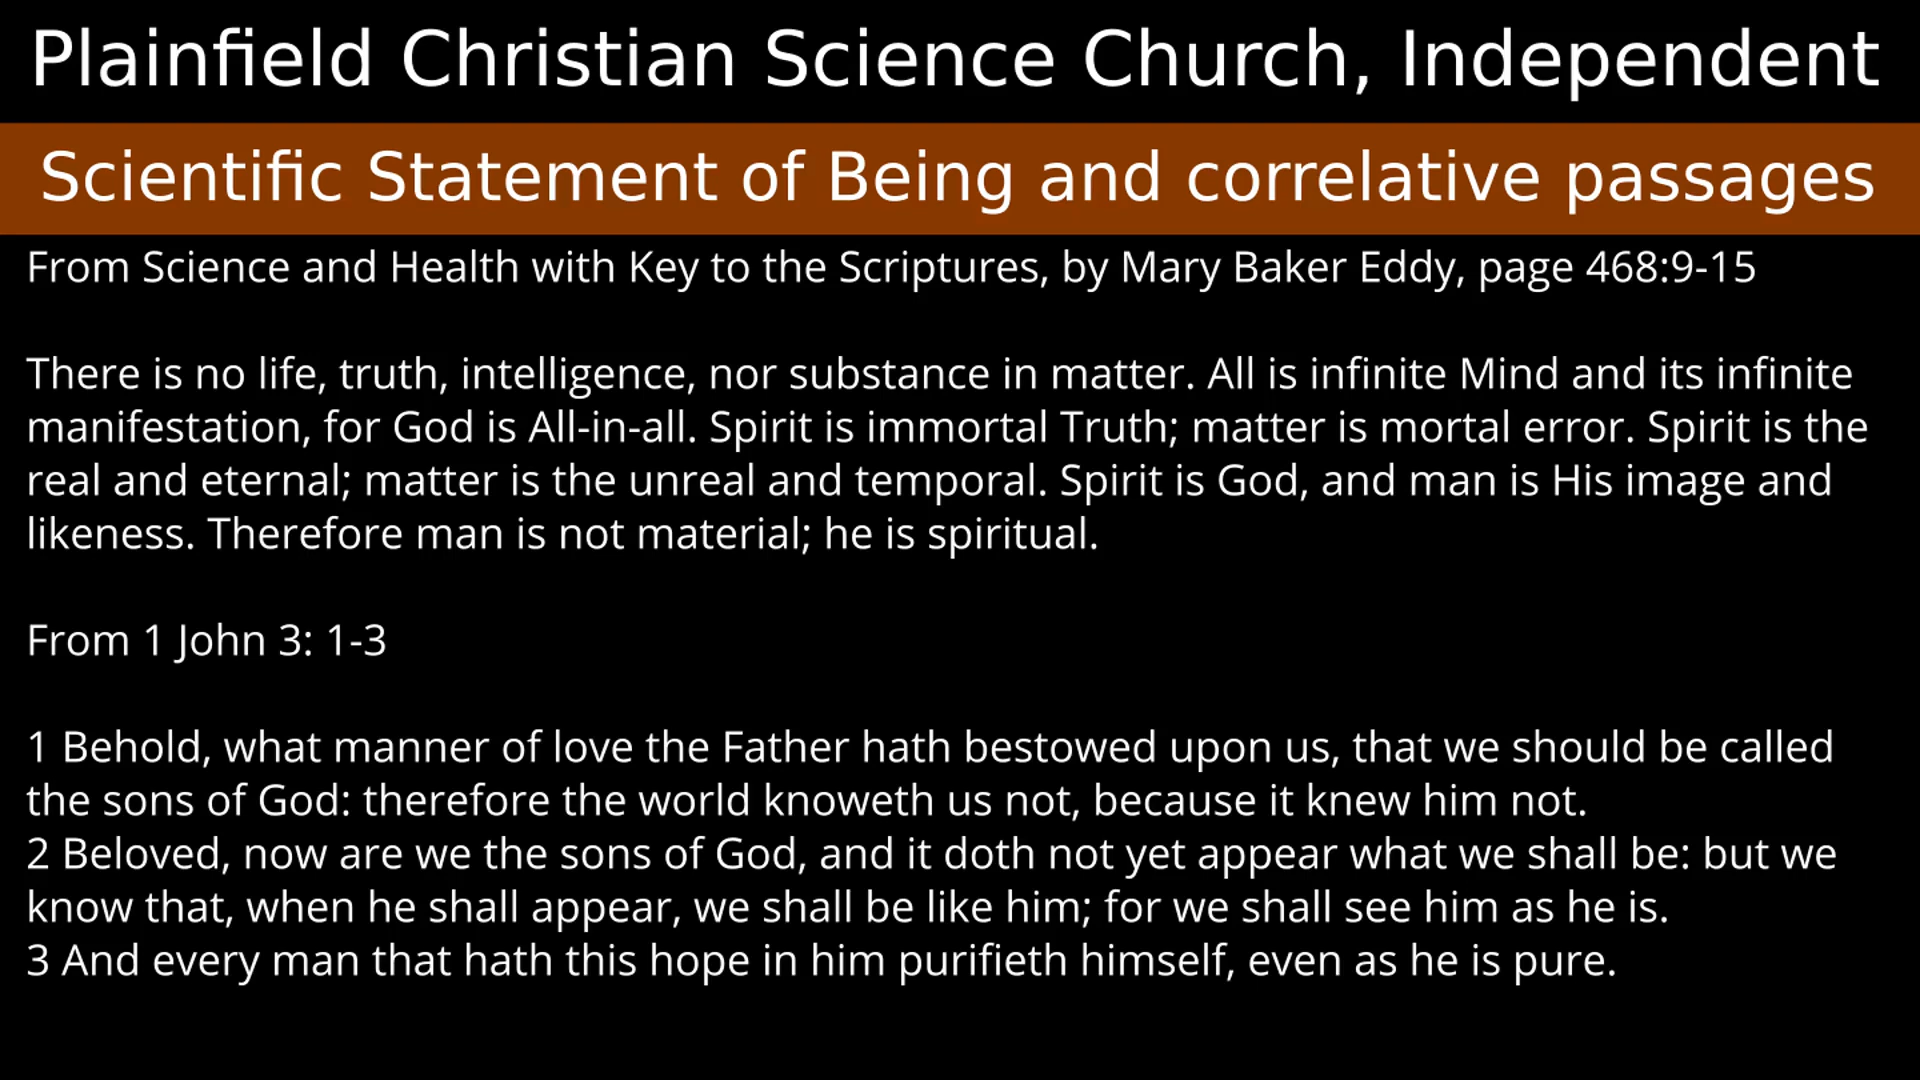 Plainfield Christian Science Church, Independent
Scientific Statement of Being and correlative passages
From Science and Health with Key to the Scriptures, by Mary Baker Eddy, page 468:9-15
There is no life, truth, intelligence, nor substance in matter. All is infinite Mind and its infinite
manifestation, for God is All-in-all. Spirit is immortal Truth; matter is mortal error. Spirit is the
real and eternal; matter is the unreal and temporal. Spirit is God, and man is His image and
likeness. Therefore man is not material; he is spiritual.
From 1 John 3: 1-3
1 Behold, what manner of love the Father hath bestowed upon us, that we should be called
the sons of God: therefore the world knoweth us not, because it knew him not.
2 Beloved, now are we the sons of God, and it doth not yet appear what we shall be: but we
know that, when he shall appear, we shall be like him; for we shall see him as he is.
3 And every man that hath this hope in him purifieth himself, even as he is pure.